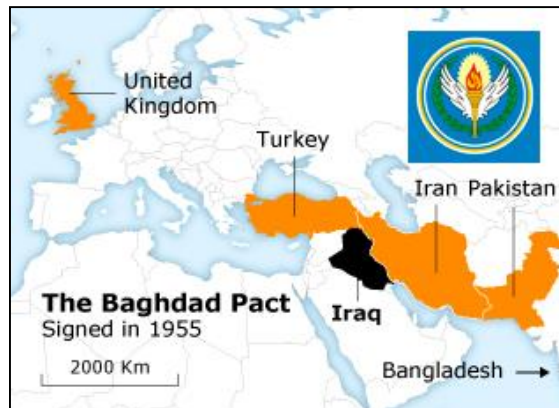 United
Kingdom
Turkey
Iran Pakistan
The Baghdad Pact
Signed in 1955
Iraq
2000 Km
Bangladesh